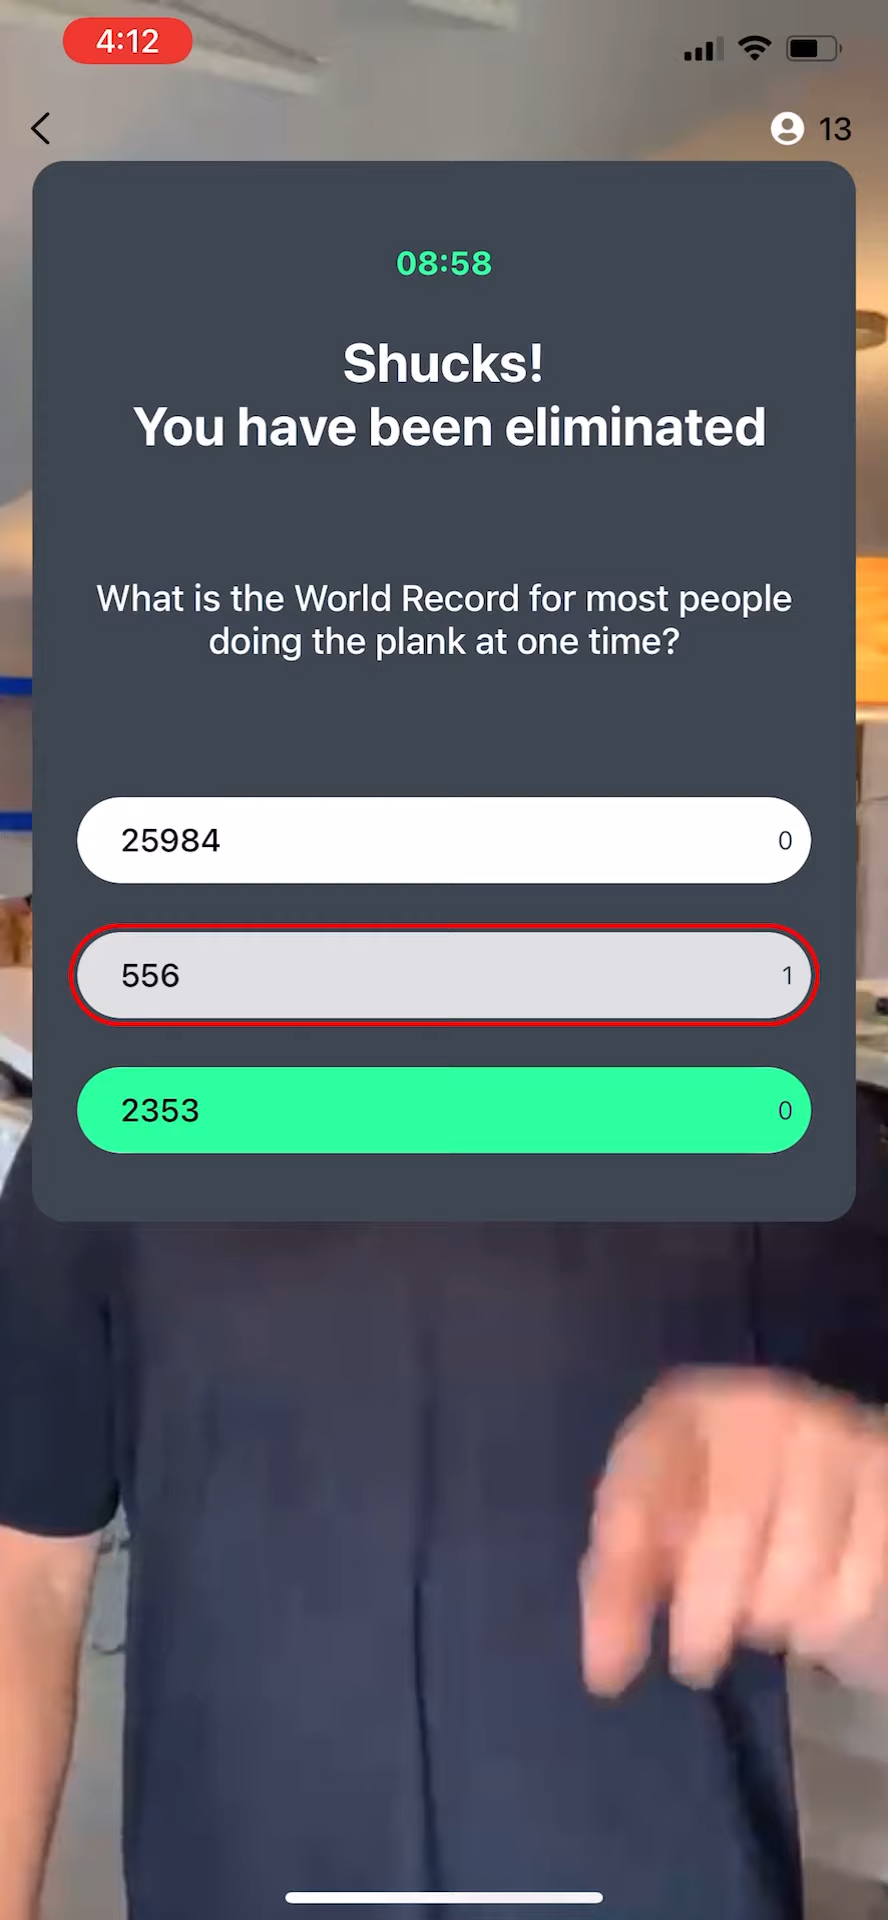 4:12
13
08:58
Shucks!
You have been eliminated
What is the World Record for most people
doing the plank at one time?
25984 0
556 1
2353 0